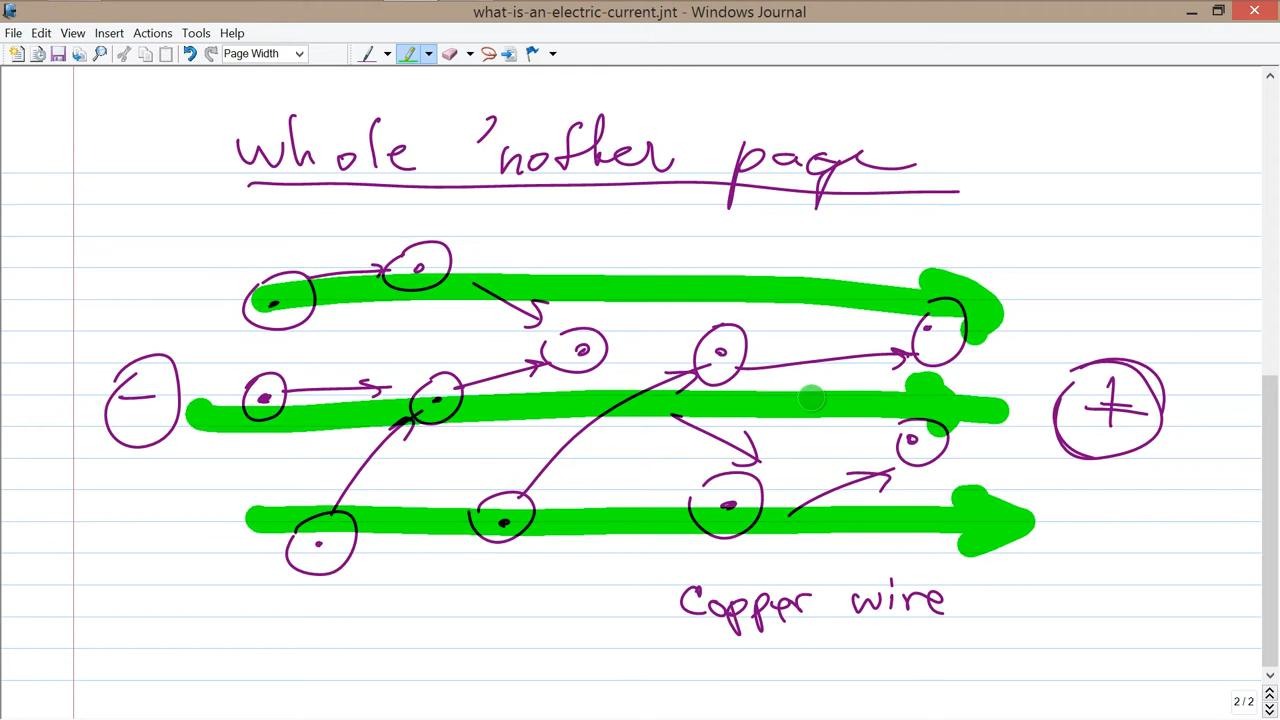 what-is-an-electric-current.jnt - Windows Journal
File Edit View Insert Actions Tools Help
Page Width
whole 'nother page
-
+
Copper wire
2 / 2